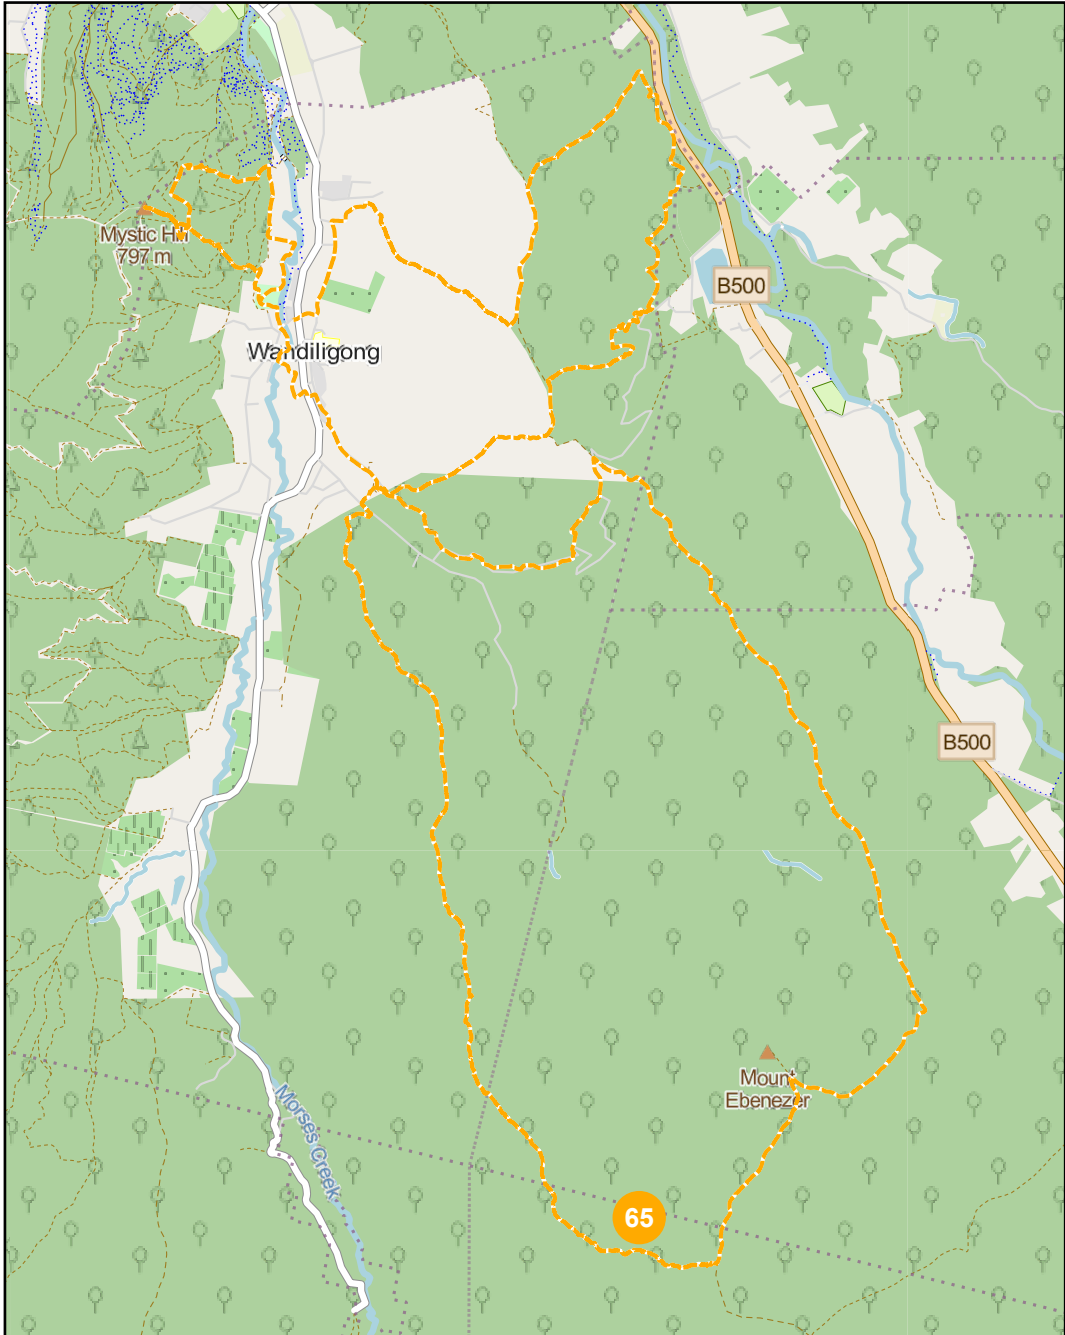 B500
Mystic Hill
797 m
Wandiligong
B500
Mount
Ebenezer
Morses Creek
65